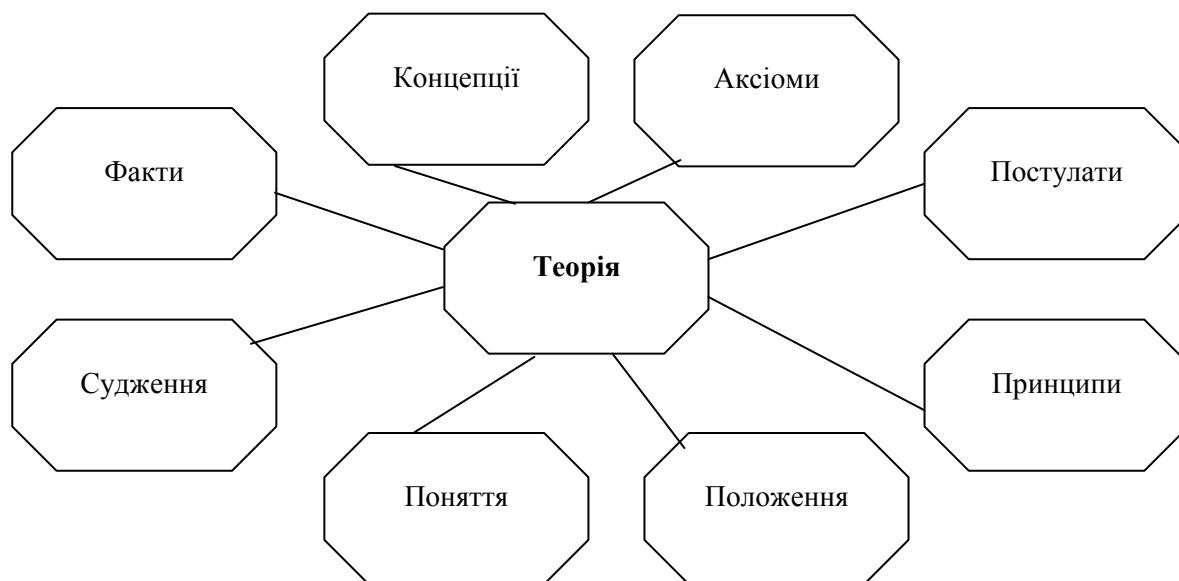 Концепції
Аксіоми
Факти
Постулати
Теорія
Судження
Принципи
Поняття
Положення